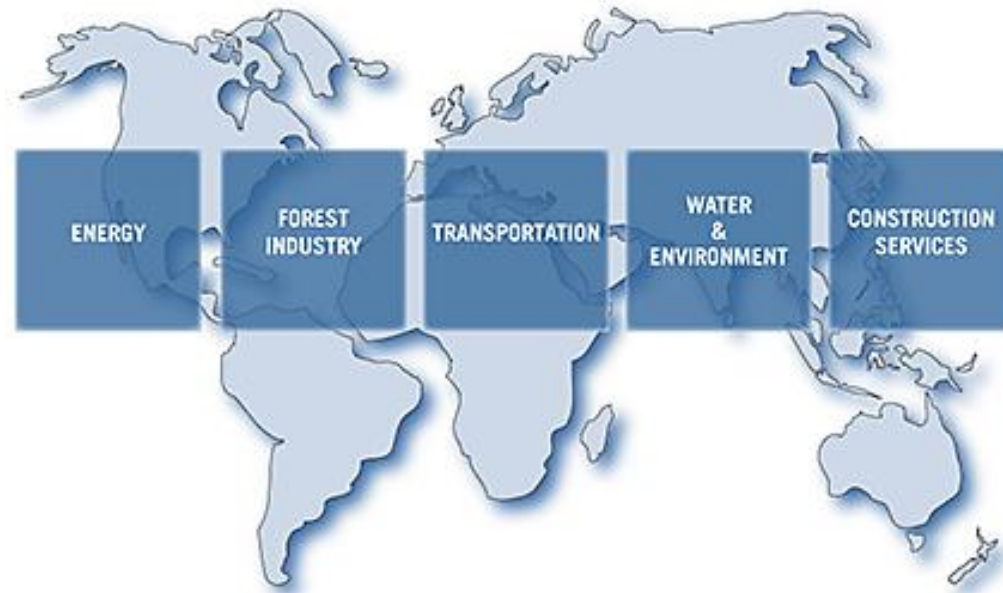 ENERGY
FOREST
INDUSTRY
TRANSPORTATION
WATER
&
ENVIRONMENT
CONSTRUCTION
SERVICES